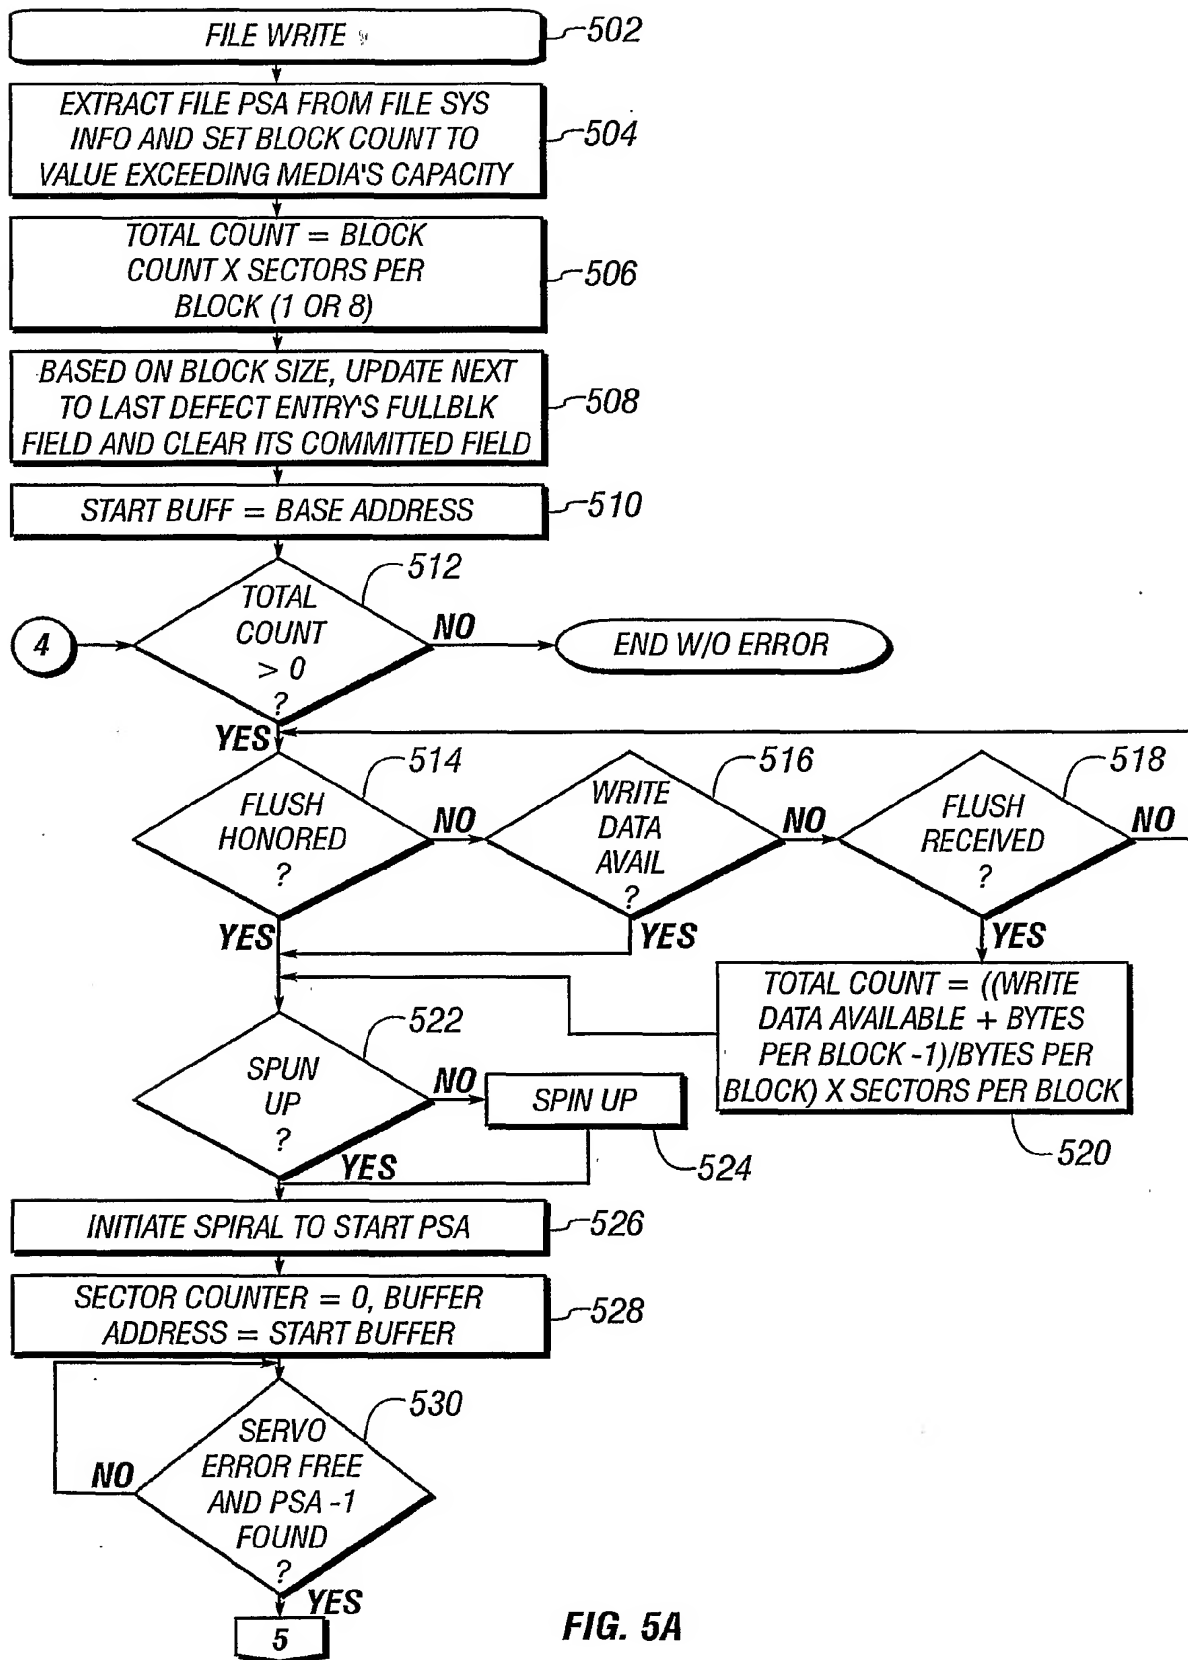 FILE WRITE
502
EXTRACT FILE PSA FROM FILE SYS
INFO AND SET BLOCK COUNT TO
VALUE EXCEEDING MEDIA'S CAPACITY
504
TOTAL COUNT = BLOCK
COUNT X SECTORS PER
BLOCK (1 OR 8)
506
BASED ON BLOCK SIZE, UPDATE NEXT
TO LAST DEFECT ENTRY'S FULLBLK
FIELD AND CLEAR ITS COMMITTED FIELD
508
START BUFF = BASE ADDRESS
510
512
4
TOTAL
COUNT
> 0
?
NO
END W/O ERROR
YES
514
FLUSH
HONORED
?
NO
YES
516
WRITE
DATA
AVAIL
?
NO
YES
518
FLUSH
RECEIVED
?
NO
YES
TOTAL COUNT = ((WRITE
DATA AVAILABLE + BYTES
PER BLOCK -1)/BYTES PER
BLOCK) X SECTORS PER BLOCK
520
522
SPUN
UP
?
NO
SPIN UP
524
YES
INITIATE SPIRAL TO START PSA
526
SECTOR COUNTER = 0, BUFFER
ADDRESS = START BUFFER
528
530
SERVO
ERROR FREE
AND PSA -1
FOUND
?
NO
YES
5
FIG. 5A